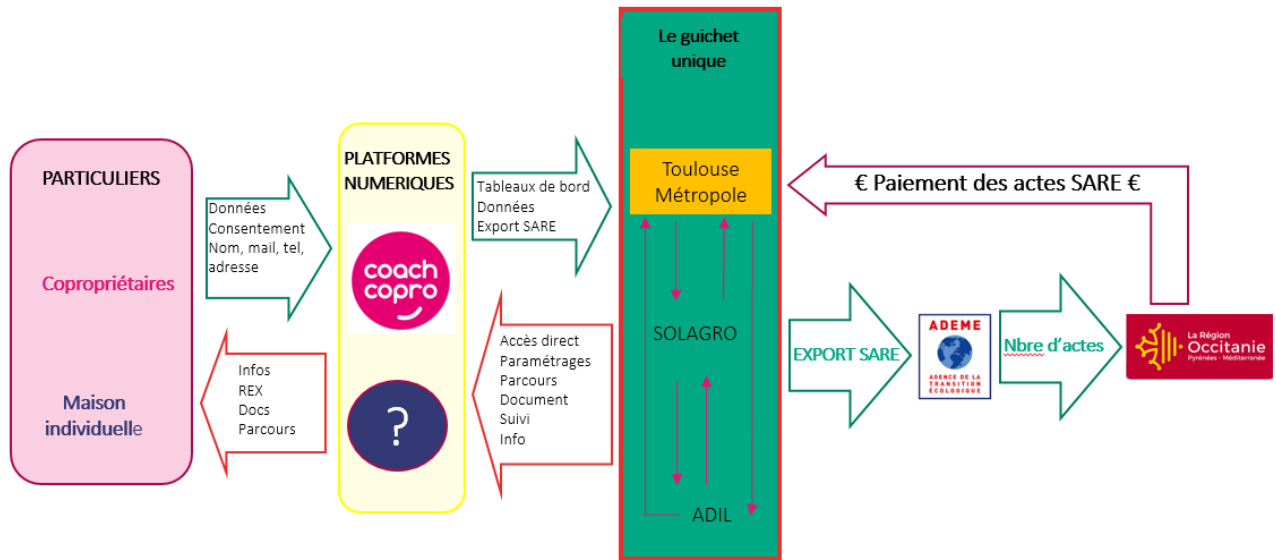 Le guichet
unique
PARTICULIERS
Copropriétaires
Maison
individuelle
Données
Consentement
Nom, mail, tel,
adresse
Infos
REX
Docs
Parcours
PLATFORMES
NUMERIQUES
coach
copro
?
Tableaux de bord
Données
Export SARE
Accès direct
Paramétrages
Parcours
Document
Suivi
Info
Toulouse
Métropole
SOLAGRO
ADIL
€ Paiement des actes SARE €
EXPORT SARE
ADEME
AGENCE DE LA
TRANSITION
ÉCOLOGIQUE
Nbre d’actes
La Région
Occitanie
Pyrénées - Méditerranée